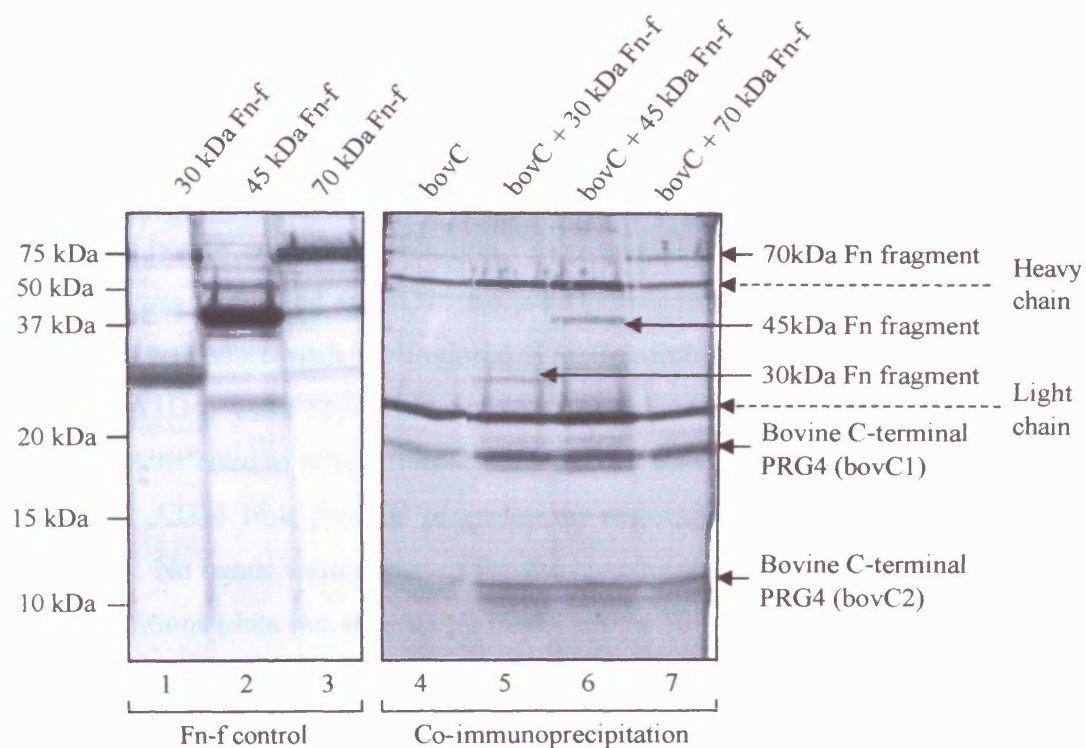 30 kDa Fn-f
45 kDa Fn-f
70 kDa Fn-f
bovC
bovC + 30 kDa Fn-f
bovC + 45 kDa Fn-f
bovC + 70 kDa Fn-f
75 kDa
50 kDa
37 kDa
20 kDa
15 kDa
10 kDa
70kDa Fn fragment
Heavy
chain
45kDa Fn fragment
30kDa Fn fragment
Light
chain
Bovine C-terminal
PRG4 (bovC1)
Bovine C-terminal
PRG4 (bovC2)
1 2 3 4 5 6 7
Fn-f control Co-immunoprecipitation